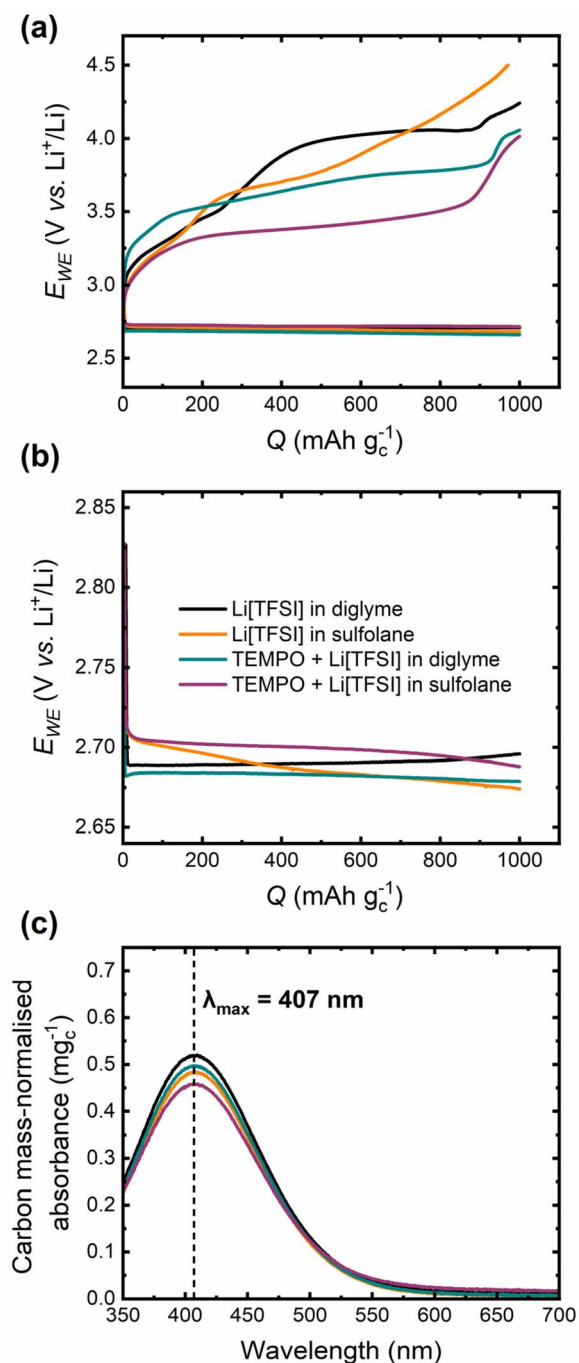 (a)
4.5
4.0
3.5
3.0
2.5
E_WE (V vs. Li⁺/Li)
0 200 400 600 800 1000
Q (mAh g_c⁻¹)
(b)
2.85
2.80
2.75
2.70
2.65
E_WE (V vs. Li⁺/Li)
Li[TFSI] in diglyme
Li[TFSI] in sulfolane
TEMPO + Li[TFSI] in diglyme
TEMPO + Li[TFSI] in sulfolane
0 200 400 600 800 1000
Q (mAh g_c⁻¹)
(c)
0.7
0.6
0.5
0.4
0.3
0.2
0.1
0.0
Carbon mass-normalised
absorbance (mg_c⁻¹)
λ_max = 407 nm
350 400 450 500 550 600 650 700
Wavelength (nm)